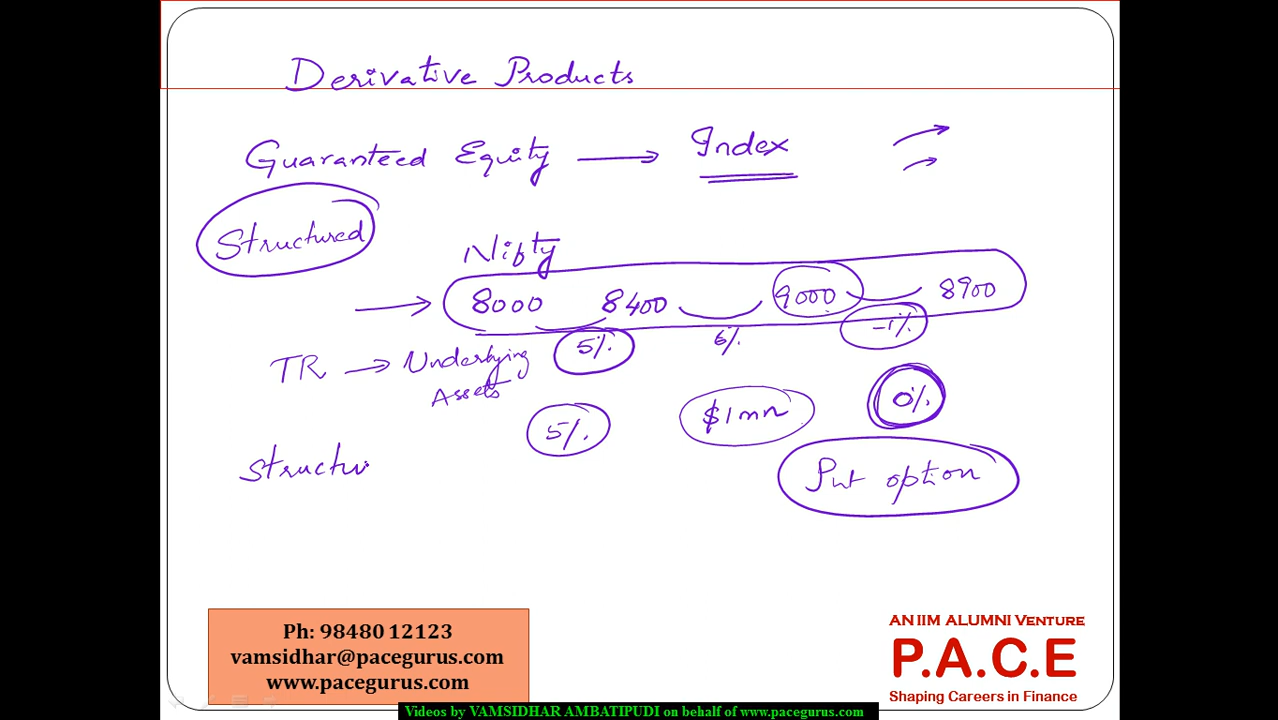 Derivative Products
Guaranteed Equity Index
Structured
Nifty
8000 8400 9000 8900
5% 6% -1%
TR Underlying
Assets
5% $1mn 0%
Structu
Put option
Ph: 98480 12123
vamsidhar@pacegurus.com
www.pacegurus.com
AN IIM ALUMNI VENTURE
P.A.C.E
Shaping Careers in Finance
Videos by VAMSIDHAR AMBATIPUDI on behalf of www.pacegurus.com